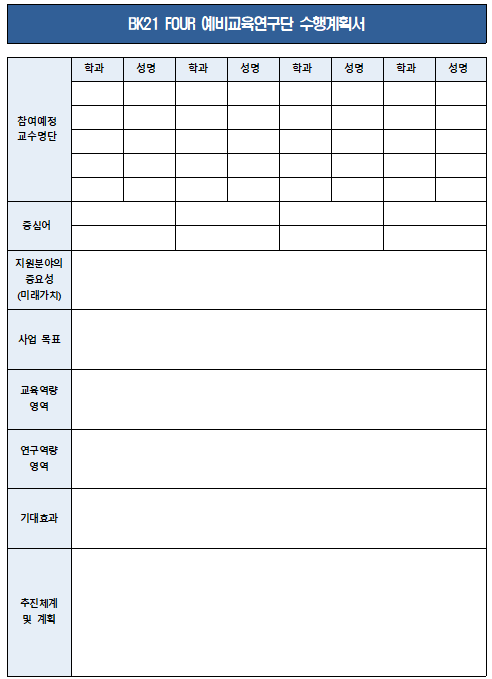 BK21 FOUR 예비교육연구단 수행계획서
학과 성명 학과 성명 학과 성명 학과 성명
참여예정
교수명단
중심어
지원분야의
중요성
(미래가치)
사업 목표
교육역량
영역
연구역량
영역
기대효과
추진체계
및 계획